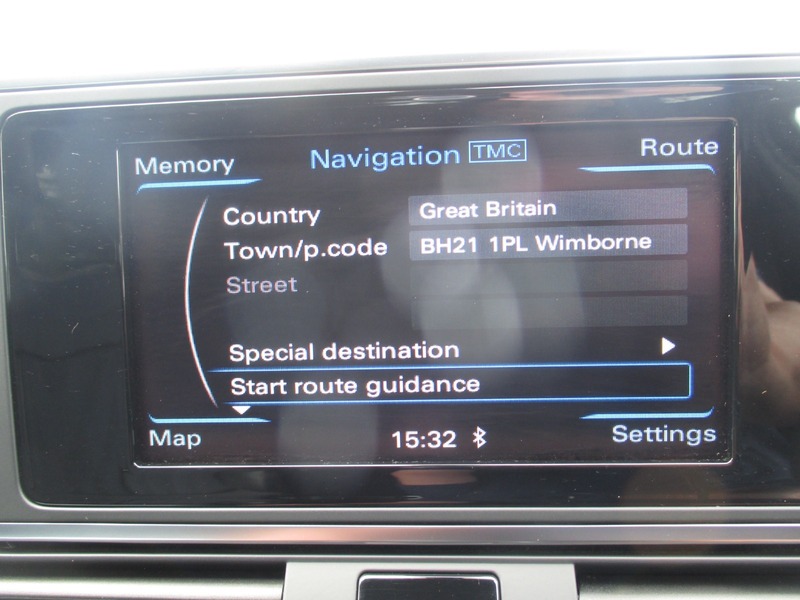 Memory Navigation TMC Route
Country Great Britain
Town/p.code BH21 1PL Wimborne
Street
Special destination
Start route guidance
Map 15:32 Settings